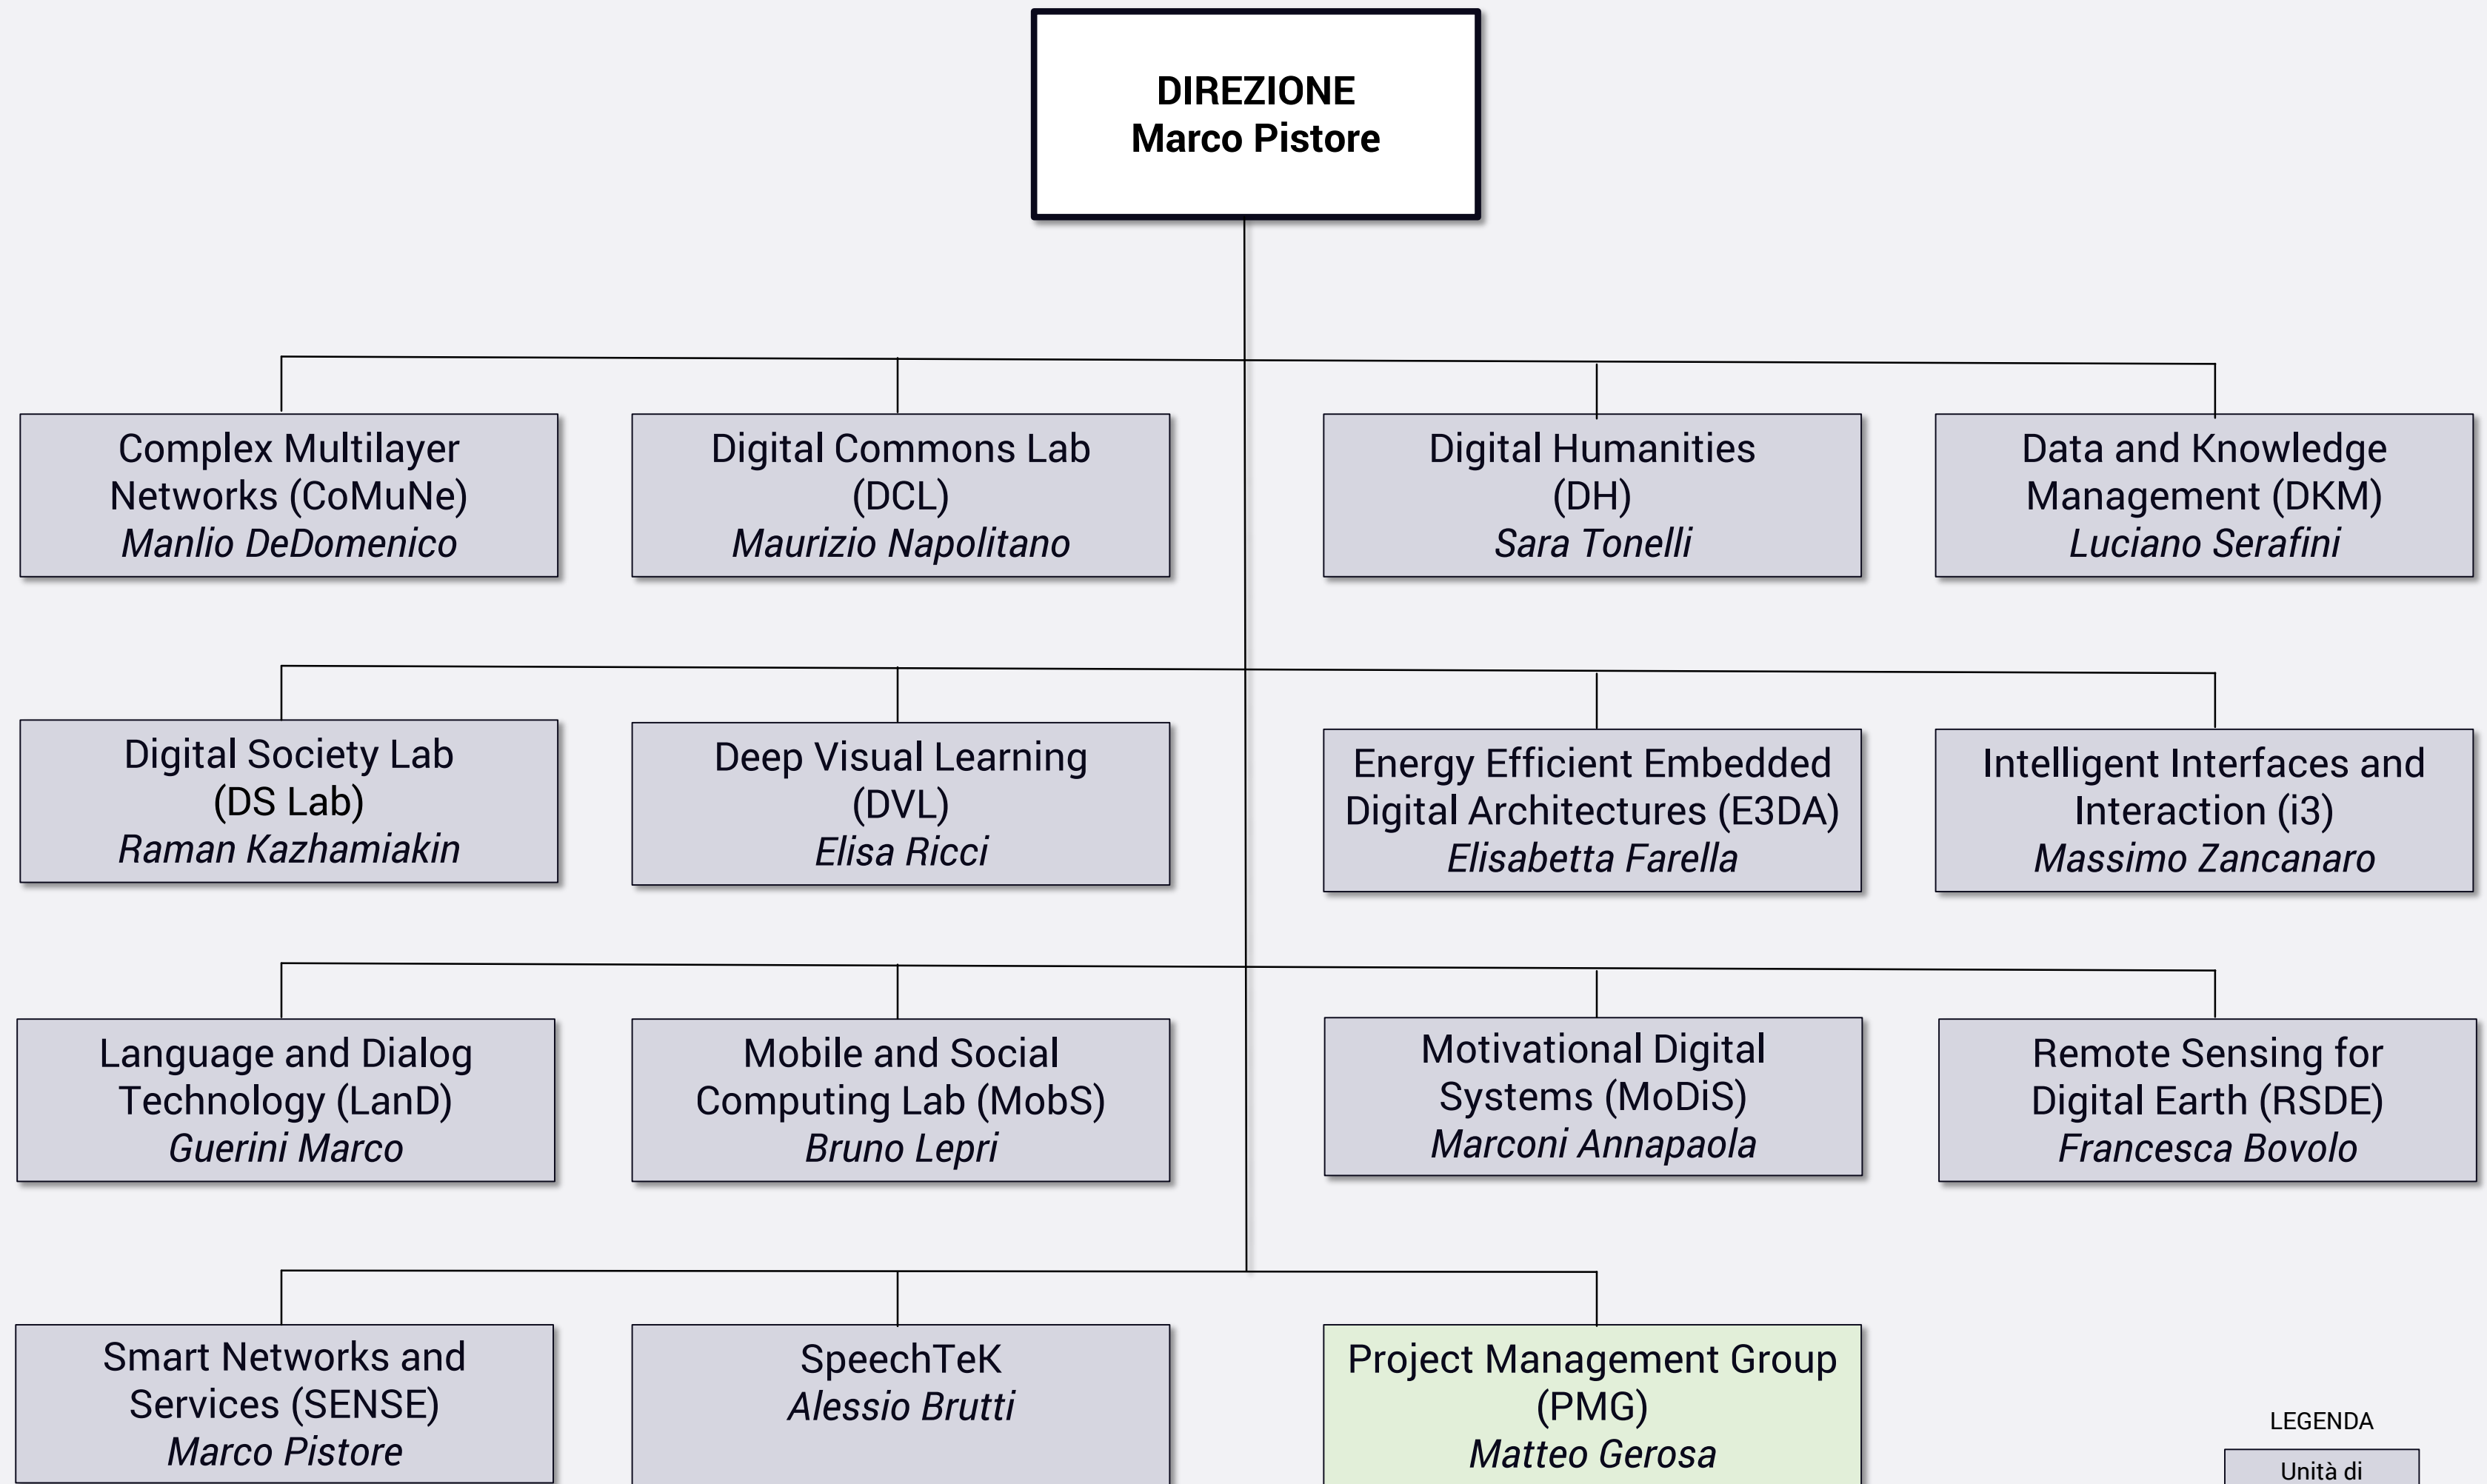 DIREZIONE
Marco Pistore
Complex Multilayer
Networks (CoMuNe)
Manlio DeDomenico
Digital Commons Lab
(DCL)
Maurizio Napolitano
Digital Humanities
(DH)
Sara Tonelli
Data and Knowledge
Management (DKM)
Luciano Serafini
Digital Society Lab
(DS Lab)
Raman Kazhamiakin
Deep Visual Learning
(DVL)
Elisa Ricci
Energy Efficient Embedded
Digital Architectures (E3DA)
Elisabetta Farella
Intelligent Interfaces and
Interaction (i3)
Massimo Zancanaro
Language and Dialog
Technology (LanD)
Guerini Marco
Mobile and Social
Computing Lab (MobS)
Bruno Lepri
Motivational Digital
Systems (MoDiS)
Marconi Annapaola
Remote Sensing for
Digital Earth (RSDE)
Francesca Bovolo
Smart Networks and
Services (SENSE)
Marco Pistore
SpeechTeK
Alessio Brutti
Project Management Group
(PMG)
Matteo Gerosa
LEGENDA
Unità di